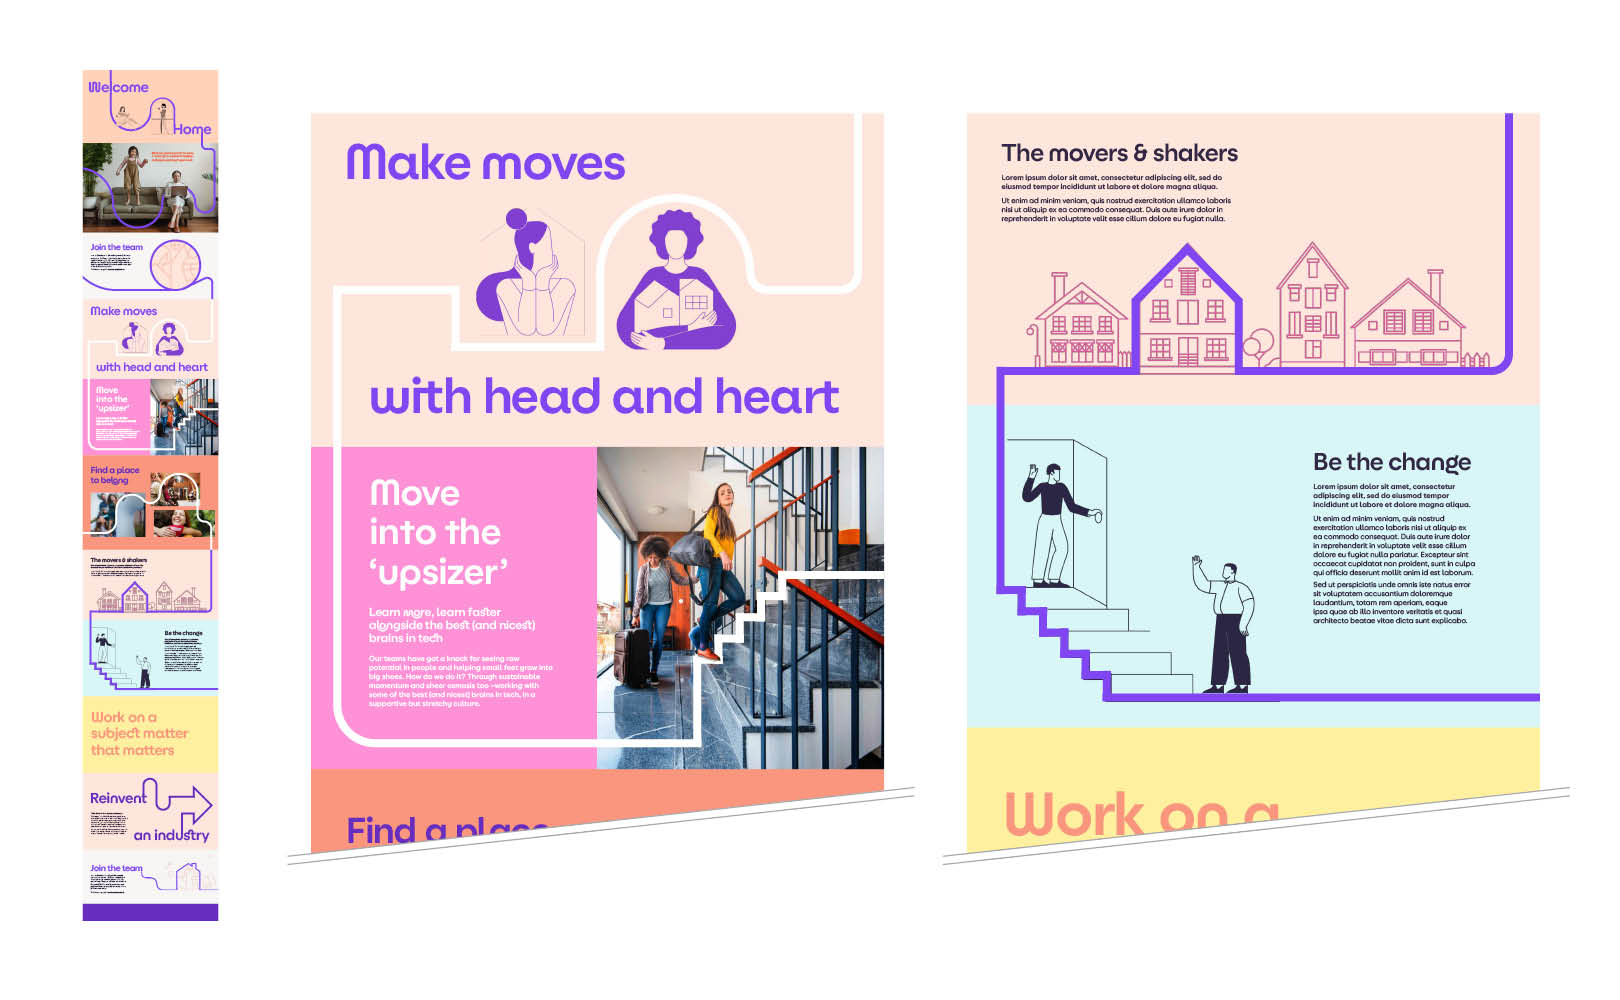 Welcome
Home
Join the team
Make moves
with head and heart
Move
into the
‘upsizer’
Find a place
to belong
The movers & shakers
Be the change
Work on a
subject matter
that matters
Reinvent
an industry
Join the team
Make moves
with head and heart
Move
into the
‘upsizer’
Learn more, learn faster
alongside the best (and nicest)
brains in tech
Our teams have got a knack for seeing raw
potential in people and helping small feet grow into
big shoes. How do we do it? Through sustainable
momentum and sheer osmosis too –working with
some of the best (and nicest) brains in tech, in a
supportive but stretchy culture.
Find a place
The movers & shakers
Lorem ipsum dolor sit amet, consectetur adipiscing elit, sed do
eiusmod tempor incididunt ut labore et dolore magna aliqua.
Ut enim ad minim veniam, quis nostrud exercitation ullamco laboris
nisi ut aliquip ex ea commodo consequat. Duis aute irure dolor in
reprehenderit in voluptate velit esse cillum dolore eu fugiat nulla.
Be the change
Lorem ipsum dolor sit amet, consectetur
adipiscing elit, sed do eiusmod tempor
incididunt ut labore et dolore magna aliqua.
Ut enim ad minim veniam, quis nostrud
exercitation ullamco laboris nisi ut aliquip ex
ea commodo consequat. Duis aute irure dolor
in reprehenderit in voluptate velit esse cillum
dolore eu fugiat nulla pariatur. Excepteur sint
occaecat cupidatat non proident, sunt in culpa
qui officia deserunt mollit anim id est laborum.
Sed ut perspiciatis unde omnis iste natus error
sit voluptatem accusantium doloremque
laudantium, totam rem aperiam, eaque
ipsa quae ab illo inventore veritatis et quasi
architecto beatae vitae dicta sunt explicabo.
Work on a